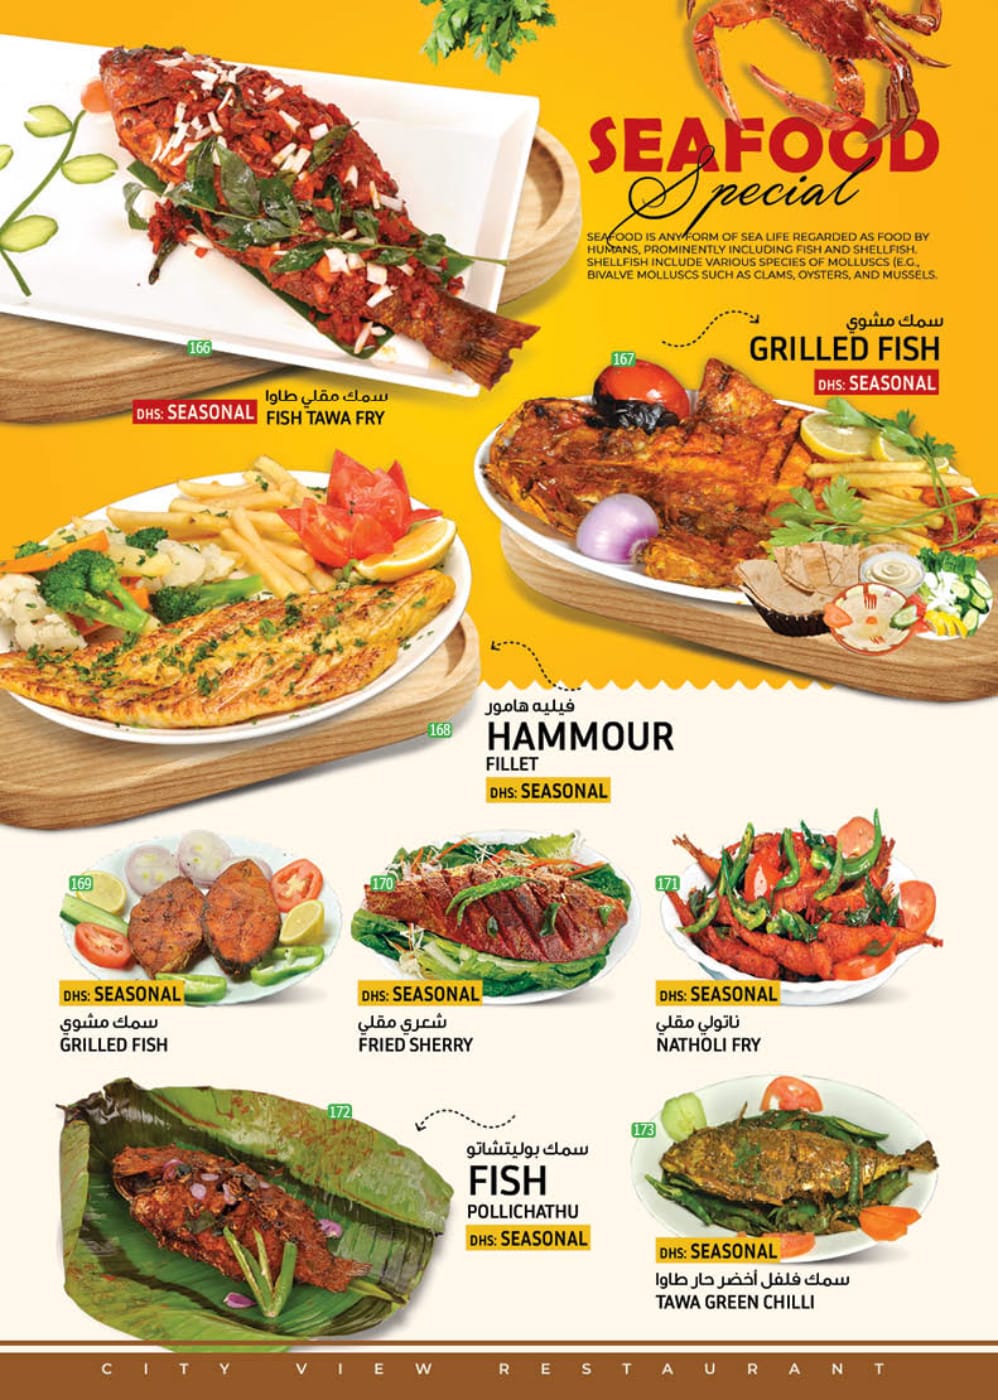 SEAFOOD
Special
SEAFOOD IS ANY FORM OF SEA LIFE REGARDED AS FOOD BY
HUMANS, PROMINENTLY INCLUDING FISH AND SHELLFISH.
SHELLFISH INCLUDE VARIOUS SPECIES OF MOLLUSCS (E.G.,
BIVALVE MOLLUSCS SUCH AS CLAMS, OYSTERS, AND MUSSELS.
166
DHS: SEASONAL
سمك مقلي طاوا
FISH TAWA FRY
167
سمك مشوي
GRILLED FISH
DHS: SEASONAL
168
فيليه هامور
HAMMOUR
FILLET
DHS: SEASONAL
169
DHS: SEASONAL
سمك مشوي
GRILLED FISH
170
DHS: SEASONAL
شعري مقلي
FRIED SHERRY
171
DHS: SEASONAL
ناتولي مقلي
NATHOLI FRY
172
سمك بوليتشاتو
FISH
POLLICHATHU
DHS: SEASONAL
173
DHS: SEASONAL
سمك فلفل أخضر حار طاوا
TAWA GREEN CHILLI
CITY VIEW RESTAURANT